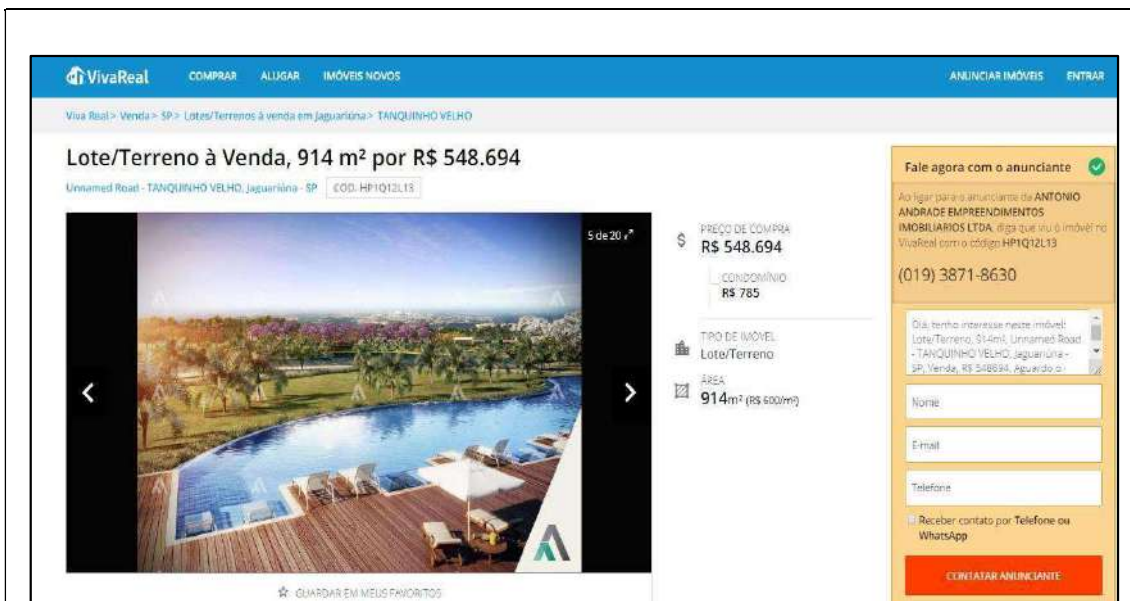 VivaReal COMPRAR ALUGAR IMÓVEIS NOVOS ANUNCIAR IMÓVEIS ENTRAR
Viva Real > Venda > SP > Lotes/Terrenos à venda em Jaguariúna > TANQUINHO VELHO
Lote/Terreno à Venda, 914 m² por R$ 548.694
Unnamed Road - TANQUINHO VELHO, Jaguariúna - SP COD. HP1Q12L13
5 de 20
PREÇO DE COMPRA
R$ 548.694
CONDOMÍNIO
R$ 785
TIPO DE IMÓVEL
Lote/Terreno
ÁREA
914m² (R$ 600/m²)
GUARDAR EM MEUS FAVORITOS
Fale agora com o anunciante
Ao ligar para o anunciante da ANTONIO
ANDRADE EMPREENDIMENTOS
IMOBILIARIOS LTDA, diga que viu o imóvel no
VivaReal com o código HP1Q12L13
(019) 3871-8630
Olá, tenho interesse neste imóvel:
Lote/Terreno, 914m², Unnamed Road
- TANQUINHO VELHO, Jaguariúna -
SP, Venda, R$ 548694. Aguardo o
Nome
E-mail
Telefone
Receber contato por Telefone ou
WhatsApp
CONTATAR ANUNCIANTE